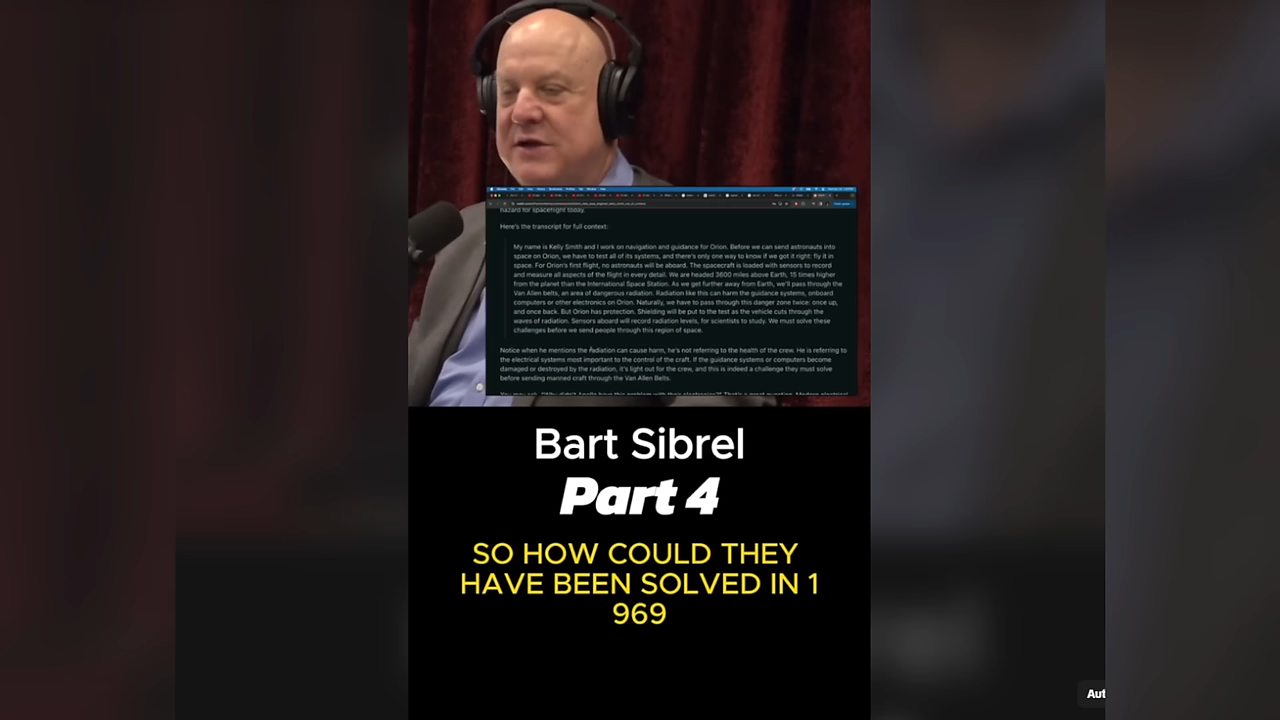 hazard for spaceflight today.
Here's the transcript for full context:
My name is Kelly Smith and I work on navigation and guidance for Orion. Before we can send astronauts into
space on Orion, we have to test all of its systems, and there's only one way to know if we got it right: fly it in
space. For Orion's first flight, no astronauts will be aboard. The spacecraft is loaded with sensors to record
and measure all aspects of the flight in every detail. We are headed 3600 miles above Earth, 15 times higher
from the planet than the International Space Station. As we get further away from Earth, we'll pass through the
Van Allen belts, an area of dangerous radiation. Radiation like this can harm the guidance systems, onboard
computers or other electronics on Orion. Naturally, we have to pass through this danger zone twice: once up,
and once back. But Orion has protection. Shielding will be put to the test as the vehicle cuts through the
waves of radiation. Sensors aboard will record radiation levels, for scientists to study. We must solve these
challenges before we send people through this region of space.
Notice when he mentions the radiation can cause harm, he's not referring to the health of the crew. He is referring
to the electrical systems most important to the control of the craft. If the guidance systems or computers become
damaged or destroyed by the radiation, it's light out for the crew, and this is indeed a challenge they must solve
before sending manned craft through the Van Allen Belts.
Bart Sibrel
Part 4
SO HOW COULD THEY
HAVE BEEN SOLVED IN 1
969
Aut